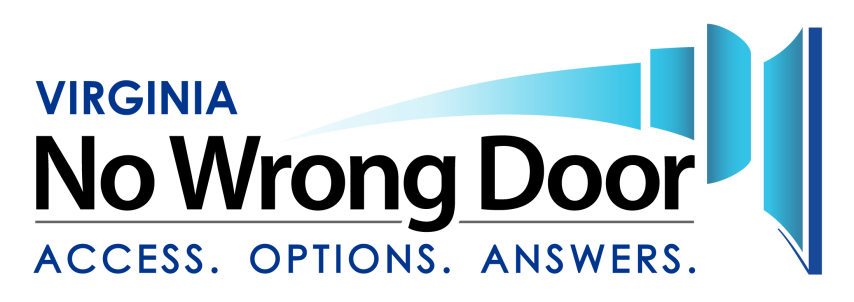 VIRGINIA
No Wrong Door
ACCESS. OPTIONS. ANSWERS.